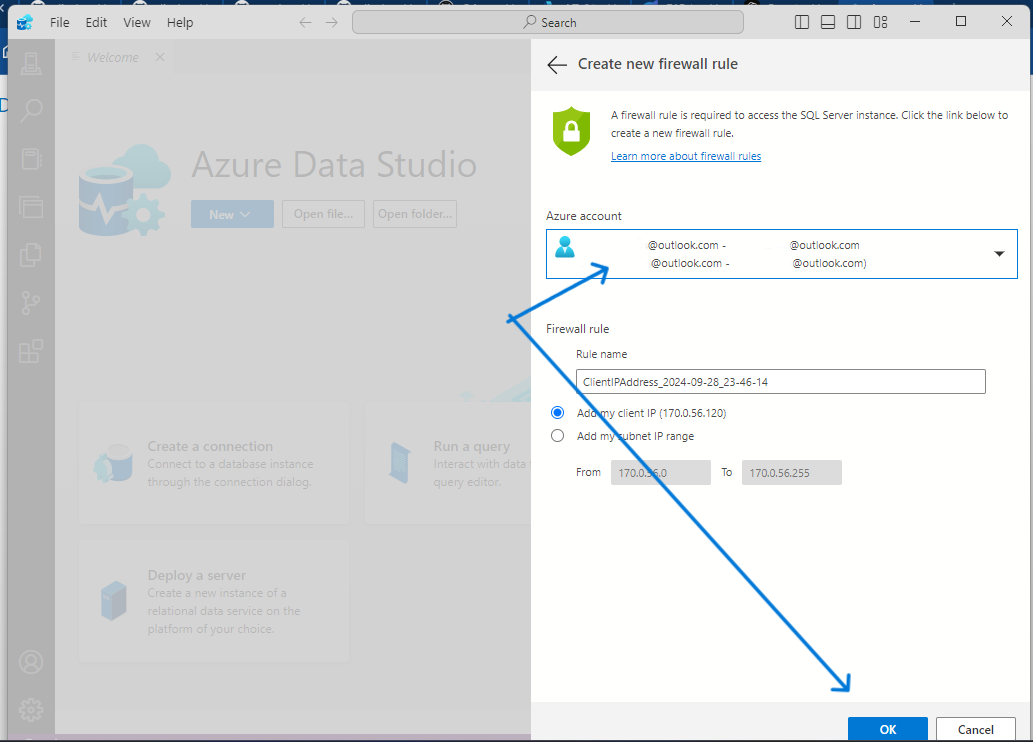 File Edit View Help
Search
Welcome
Azure Data Studio
New
Open file...
Open folder...
Create a connection
Connect to a database instance
through the connection dialog.
Run a query
Interact with data
query editor.
Deploy a server
Create a new instance of a
relational data service on the
platform of your choice.
Create new firewall rule
A firewall rule is required to access the SQL Server instance. Click the link below to
create a new firewall rule.
Learn more about firewall rules
Azure account
@outlook.com - @outlook.com
@outlook.com - @outlook.com)
Firewall rule
Rule name
ClientIPAddress_2024-09-28_23-46-14
Add my client IP (170.0.56.120)
Add my subnet IP range
From 170.0.56.0 To 170.0.56.255
OK Cancel